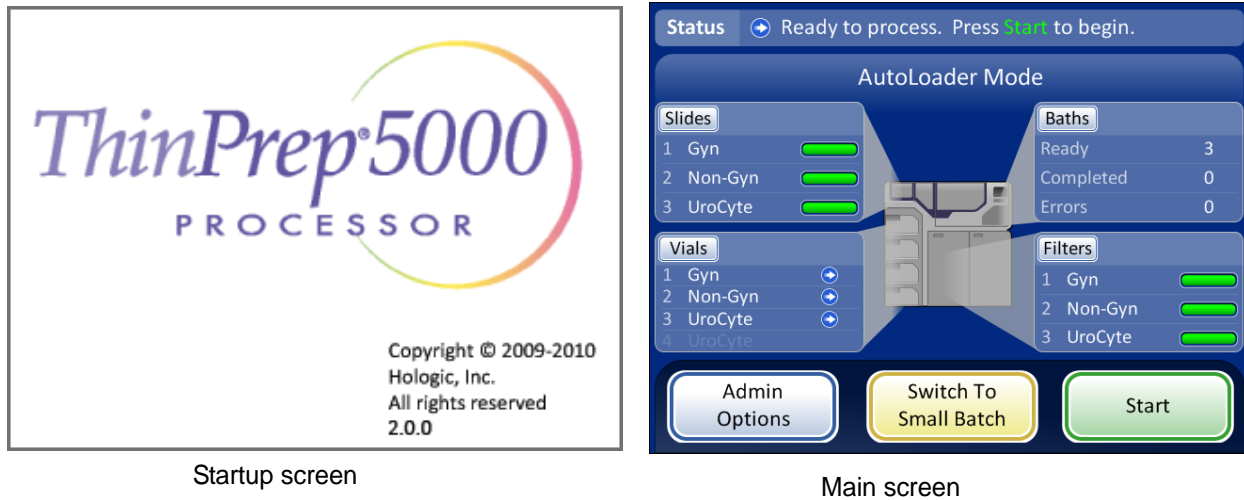 ThinPrep®5000
PROCESSOR
Copyright © 2009-2010
Hologic, Inc.
All rights reserved
2.0.0
Startup screen
Status Ready to process. Press Start to begin.
AutoLoader Mode
Slides
1 Gyn
2 Non-Gyn
3 UroCyte
Baths
Ready 3
Completed 0
Errors 0
Vials
1 Gyn
2 Non-Gyn
3 UroCyte
4 UroCyte
Filters
1 Gyn
2 Non-Gyn
3 UroCyte
Admin
Options
Switch To
Small Batch
Start
Main screen